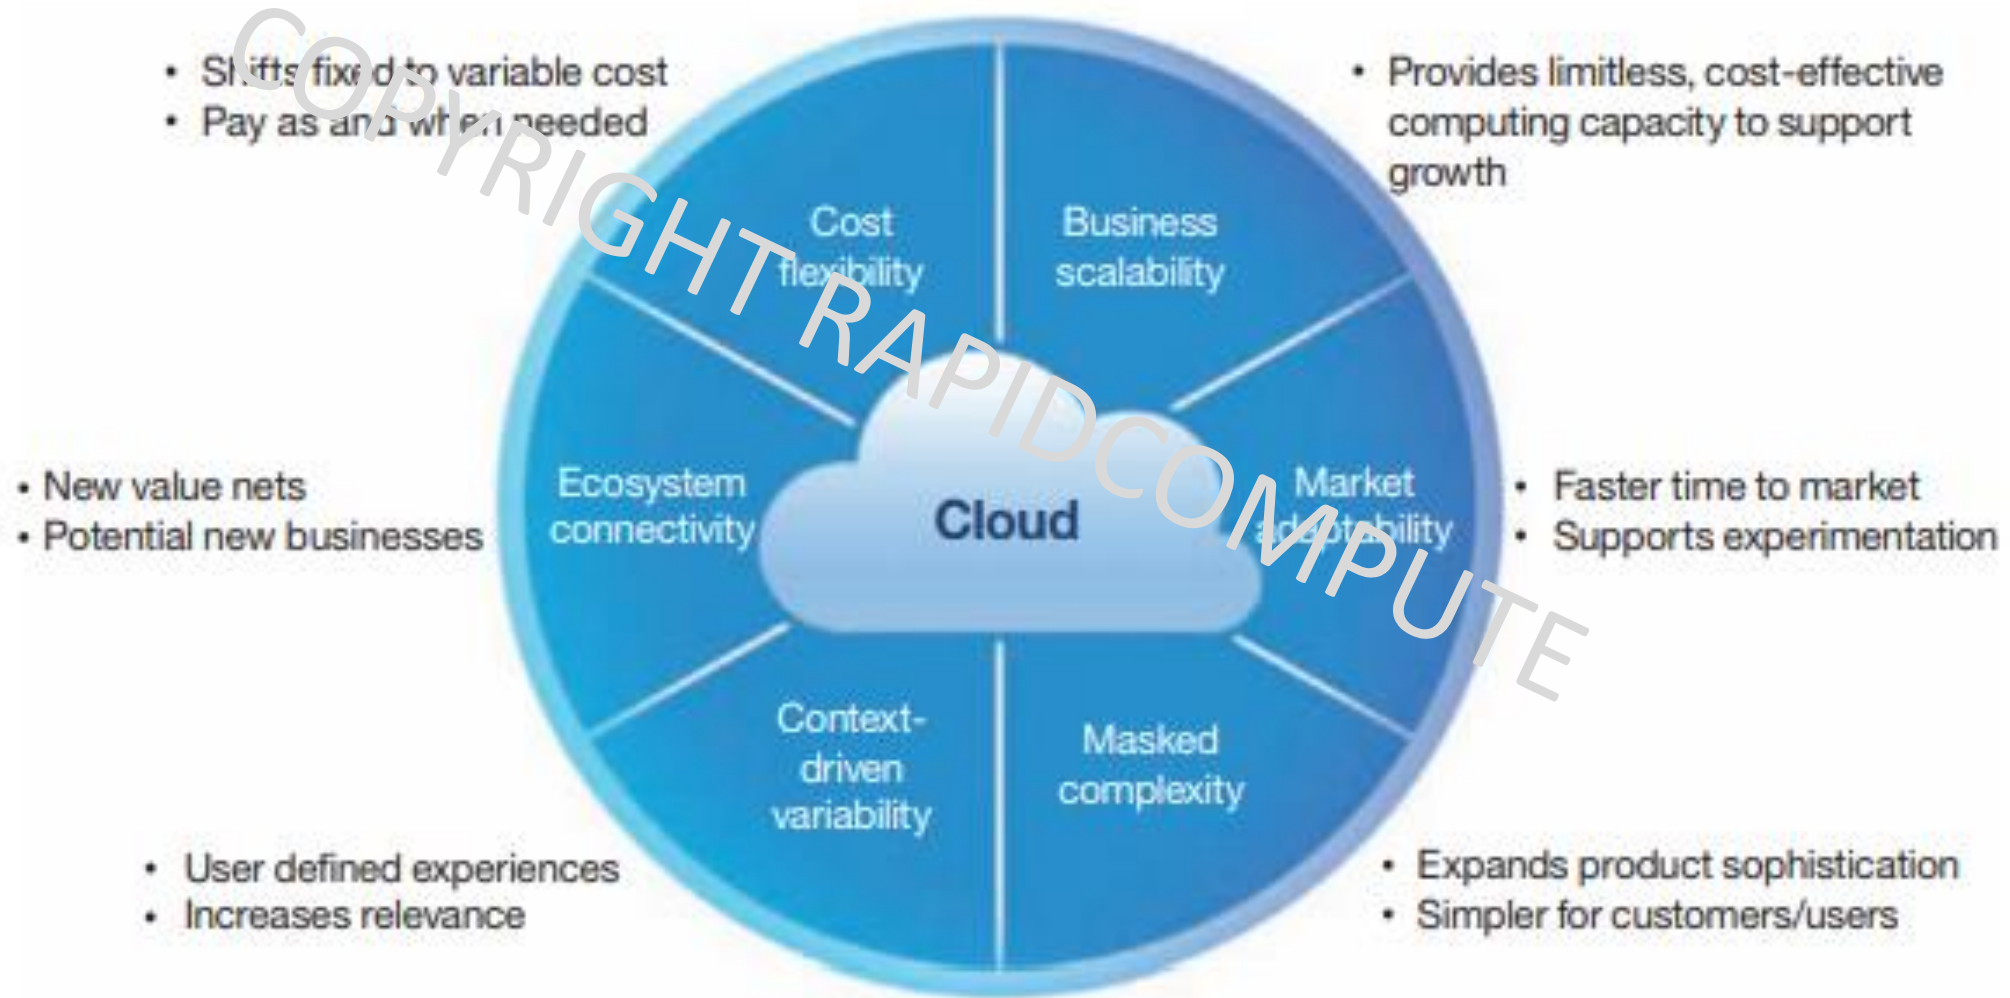 • Shifts fixed to variable cost
• Pay as and when needed
• Provides limitless, cost-effective
computing capacity to support
growth
Cost
flexibility
Business
scalability
• New value nets
• Potential new businesses
Ecosystem
connectivity
Cloud
Market
adaptability
• Faster time to market
• Supports experimentation
Context-
driven
variability
Masked
complexity
• User defined experiences
• Increases relevance
• Expands product sophistication
• Simpler for customers/users
COPYRIGHT RAPIDCOMPUTE